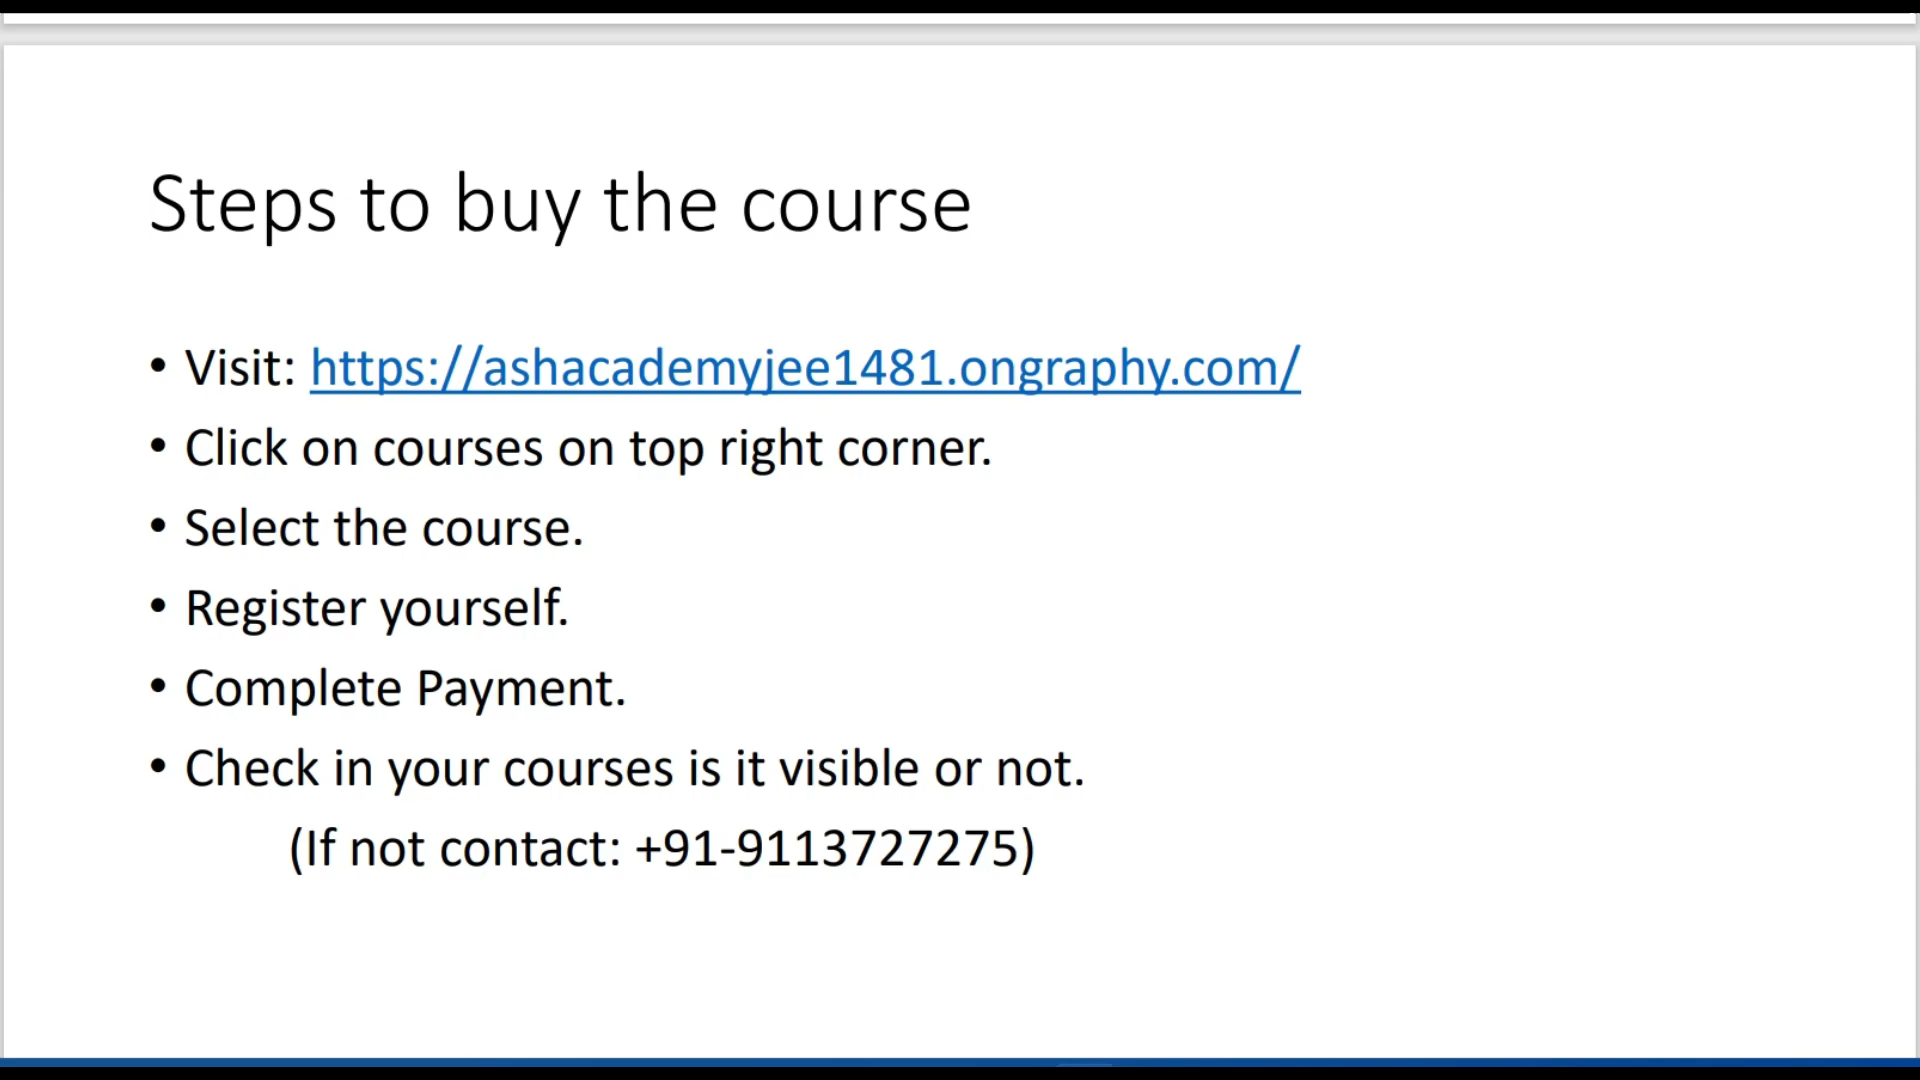 Steps to buy the course
• Visit: https://ashacademyjee1481.ongraphy.com/
• Click on courses on top right corner.
• Select the course.
• Register yourself.
• Complete Payment.
• Check in your courses is it visible or not.
(If not contact: +91-9113727275)